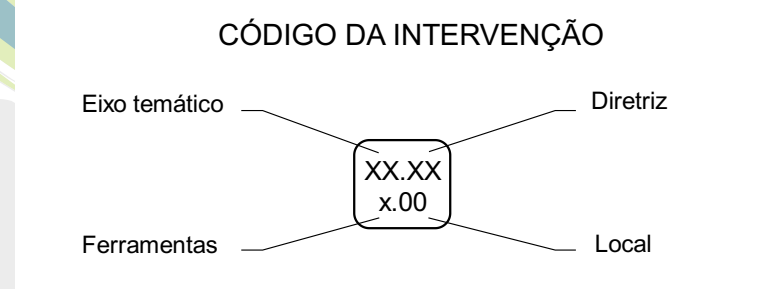 CÓDIGO DA INTERVENÇÃO
Eixo temático
Diretriz
XX.XX
x.00
Ferramentas
Local